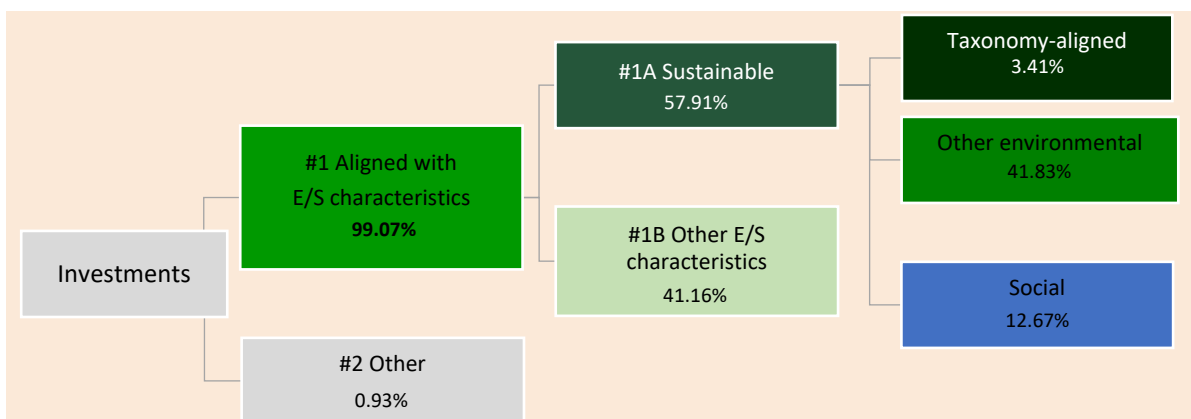 Investments
#1 Aligned with
E/S characteristics
99.07%
#2 Other
0.93%
#1A Sustainable
57.91%
#1B Other E/S
characteristics
41.16%
Taxonomy-aligned
3.41%
Other environmental
41.83%
Social
12.67%